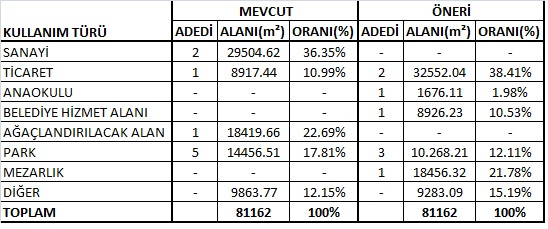 MEVCUT ÖNERİ
KULLANIM TÜRÜ ADEDİ ALANI(m²) ORANI(%) ADEDİ ALANI(m²) ORANI(%)
SANAYİ 2 29504.62 36.35% - - -
TİCARET 1 8917.44 10.99% 2 32552.04 38.41%
ANAOKULU - - - 1 1676.11 1.98%
BELEDİYE HİZMET ALANI - - - 1 8926.23 10.53%
AĞAÇLANDIRILACAK ALAN 1 18419.66 22.69% - - -
PARK 5 14456.51 17.81% 3 10.268.21 12.11%
MEZARLIK - - - 1 18456.32 21.78%
DİĞER - 9863.77 12.15% - 9283.09 15.19%
TOPLAM 81162 100% 81162 100%